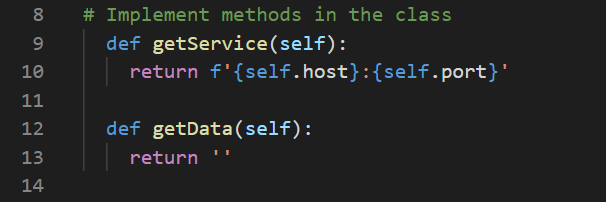 8 # Implement methods in the class
9 def getService(self):
10 return f'{self.host}:{self.port}'
11
12 def getData(self):
13 return ''
14